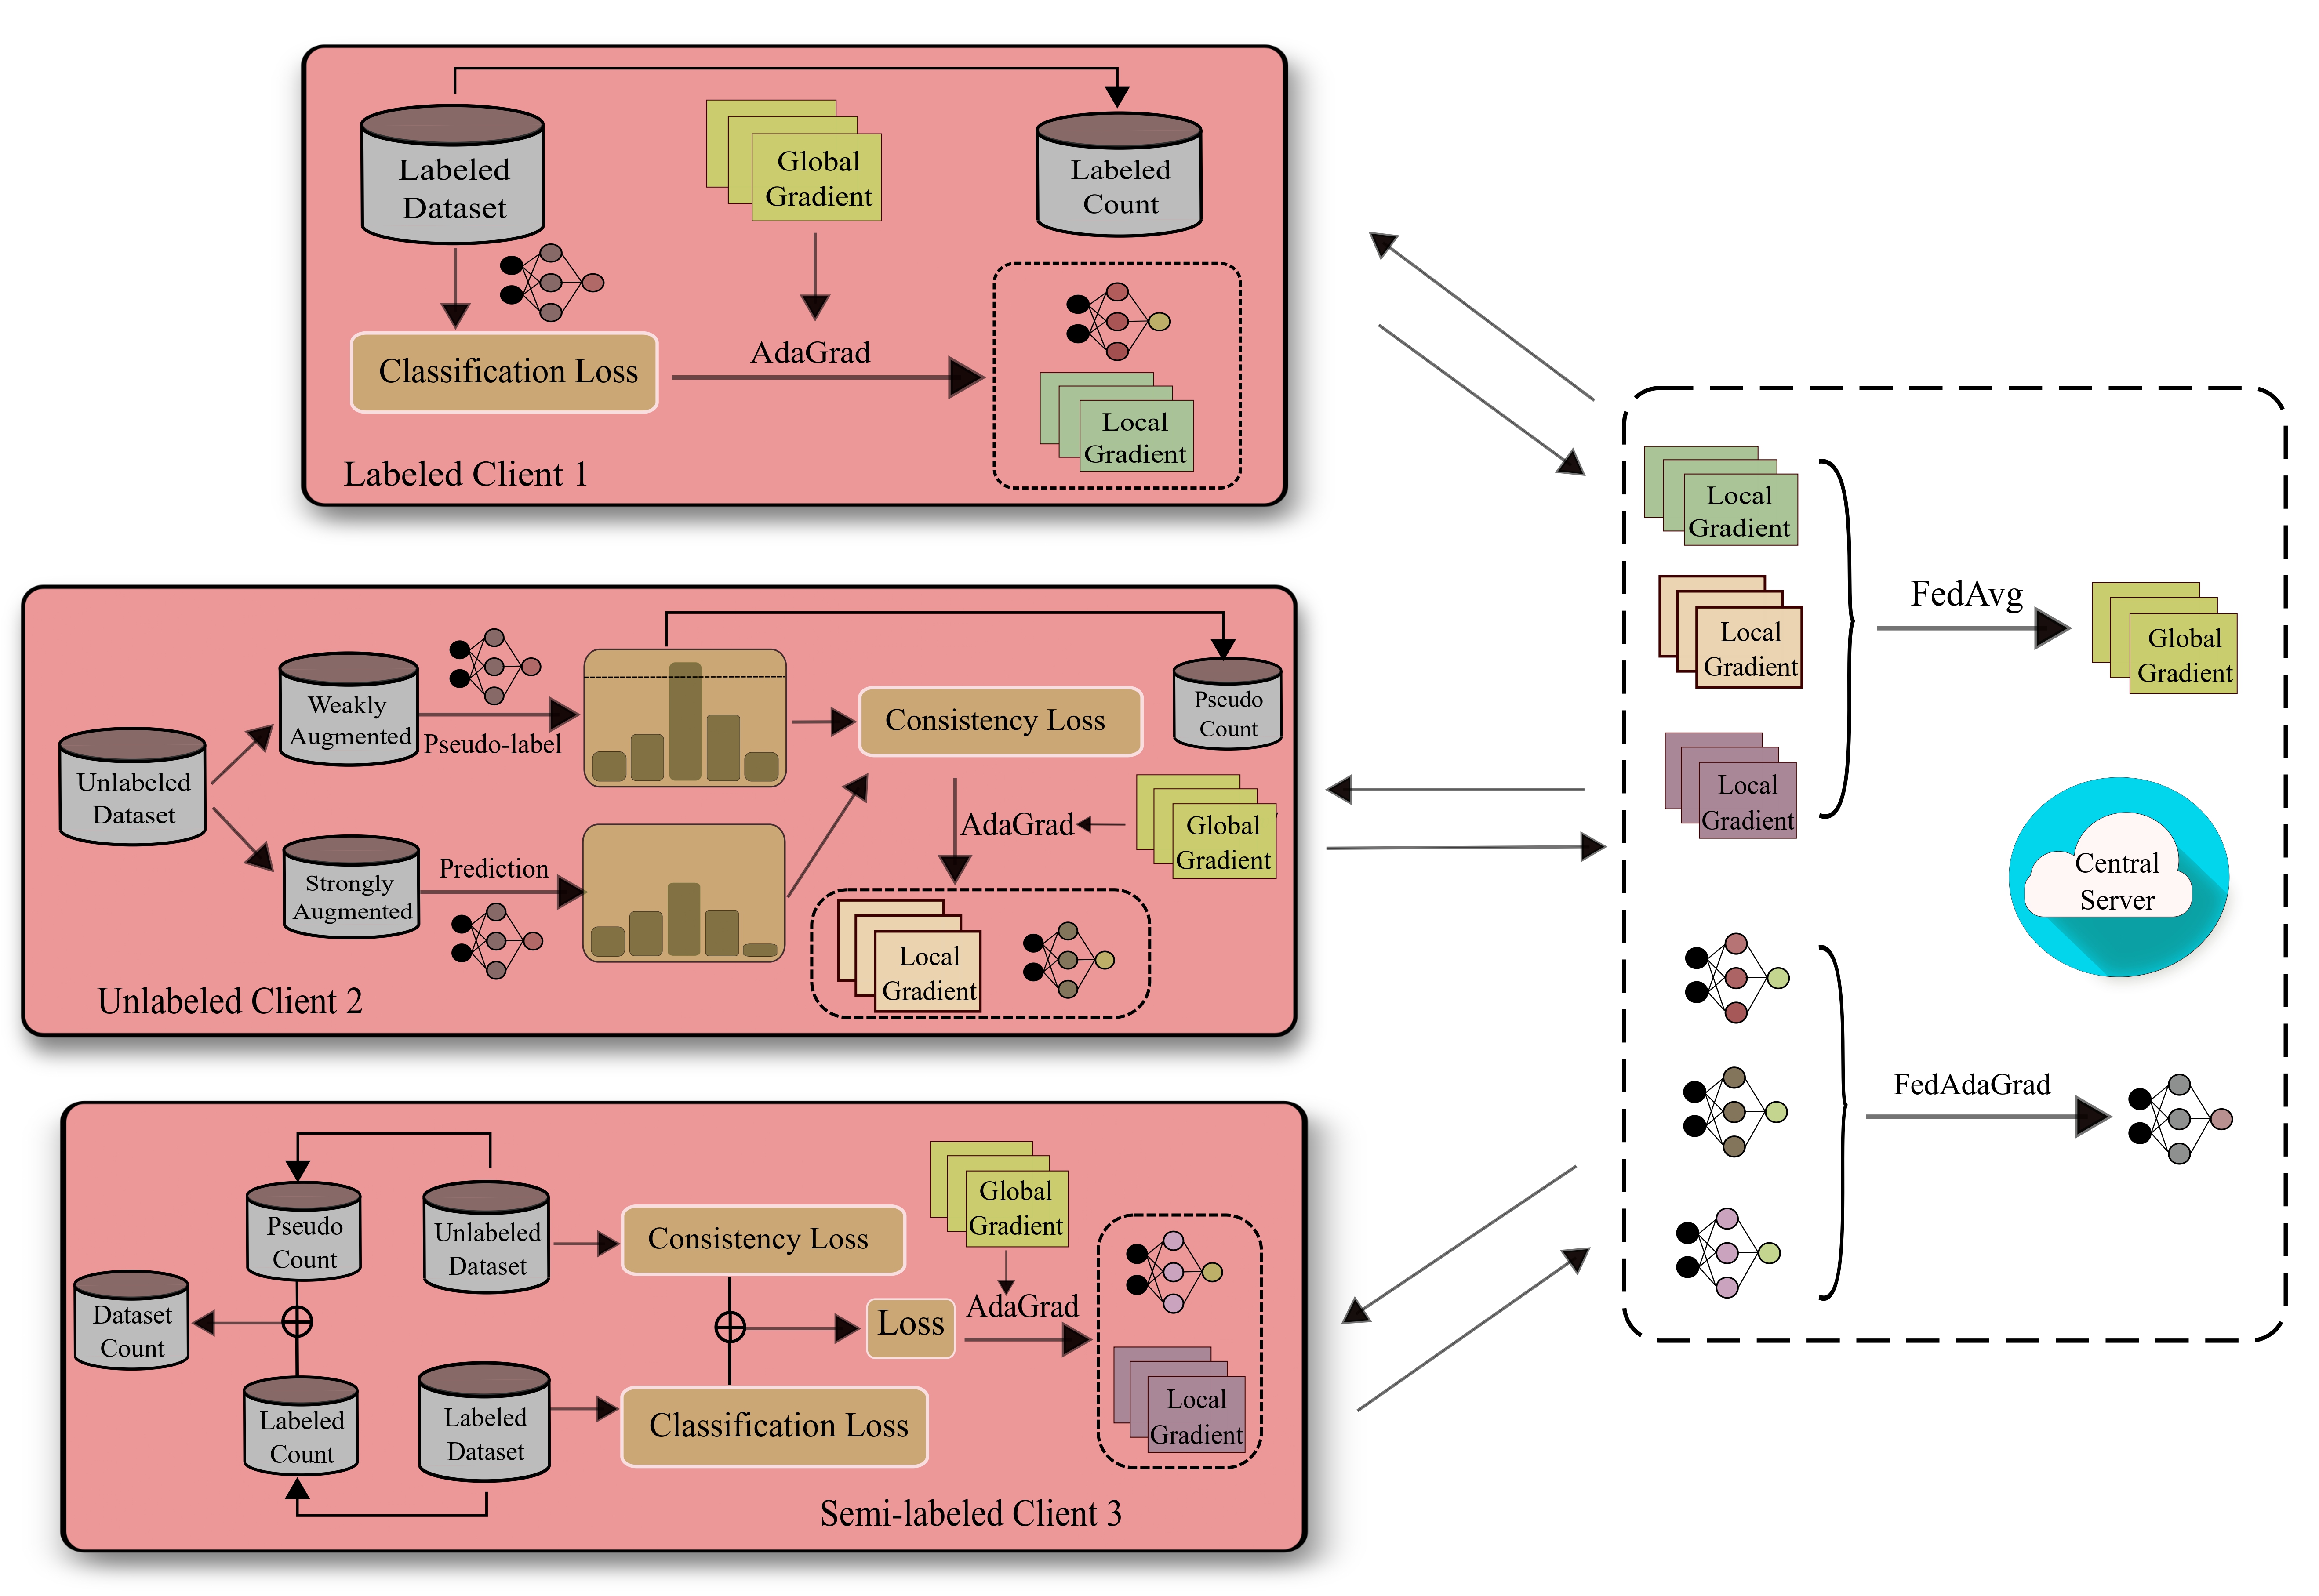 Labeled
Dataset
Global
Gradient
Labeled
Count
Classification Loss
AdaGrad
Local
Gradient
Labeled Client 1
Unlabeled
Dataset
Weakly
Augmented
Pseudo-label
Consistency Loss
Pseudo
Count
Strongly
Augmented
Prediction
AdaGrad
Global
Gradient
Local
Gradient
Unlabeled Client 2
Pseudo
Count
Unlabeled
Dataset
Consistency Loss
Global
Gradient
Dataset
Count
Loss
AdaGrad
Labeled
Count
Labeled
Dataset
Classification Loss
Local
Gradient
Semi-labeled Client 3
Local
Gradient
Local
Gradient
Local
Gradient
FedAvg
Global
Gradient
Central
Server
FedAdaGrad